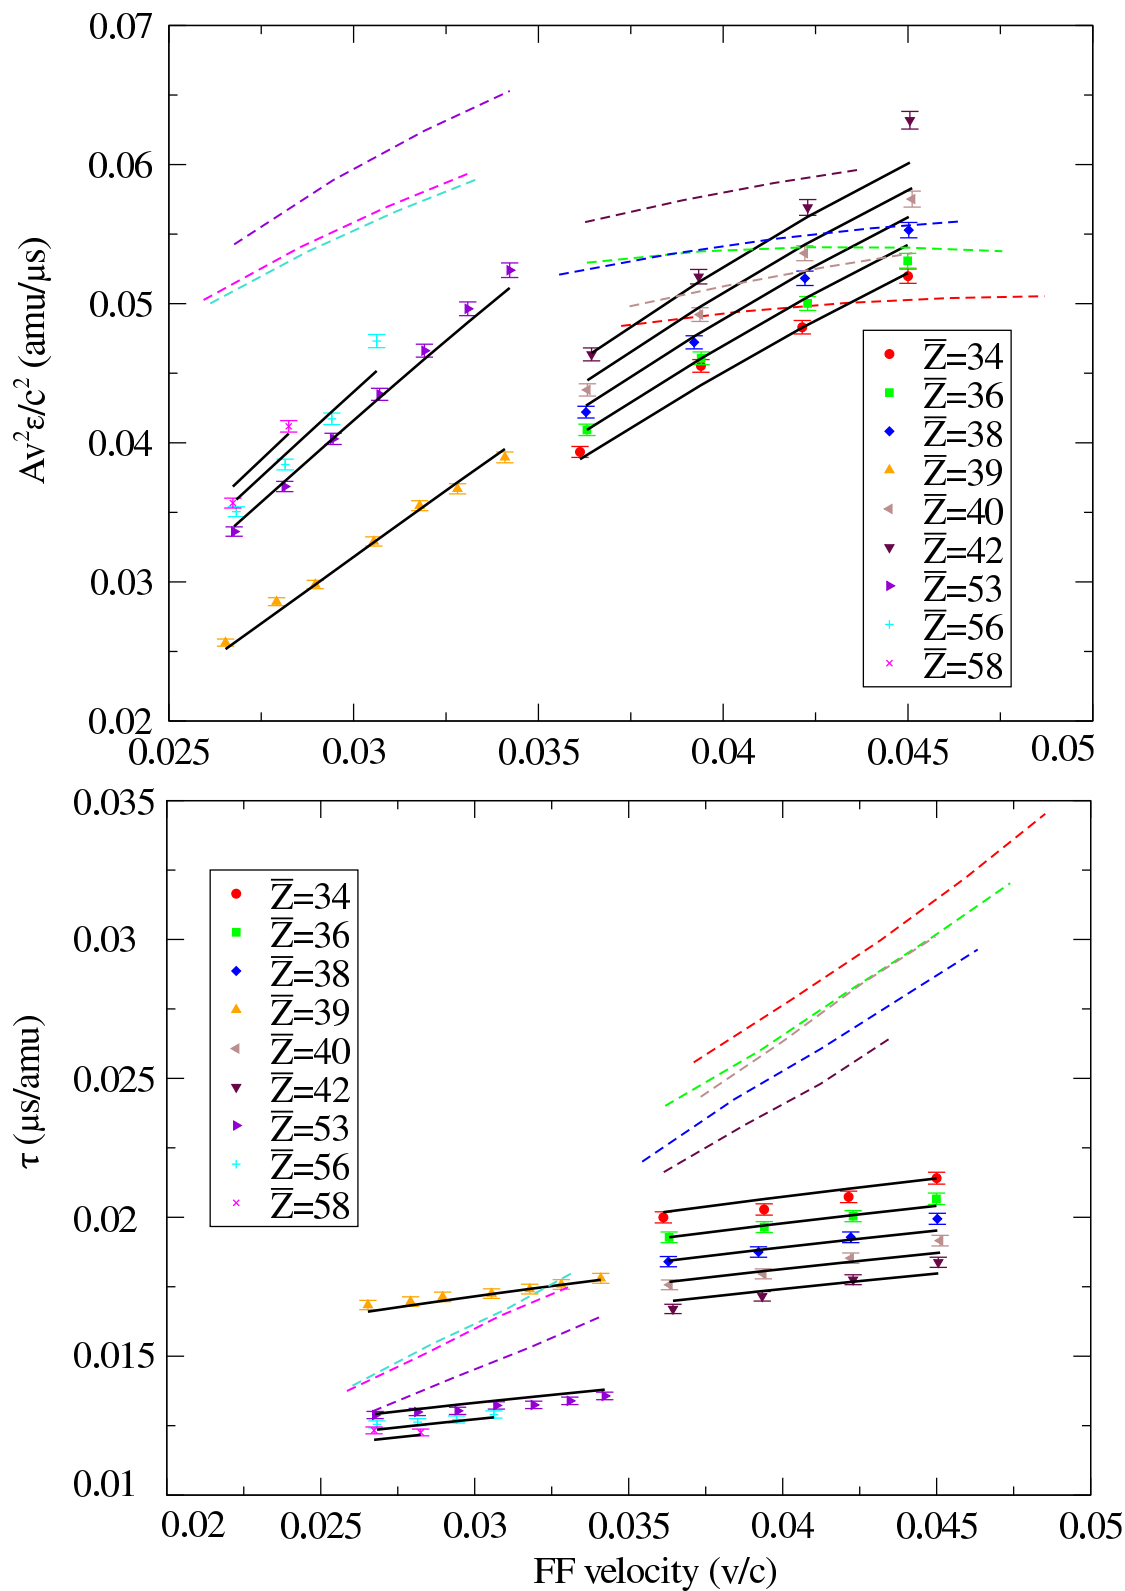 0.07
0.06
0.05
0.04
0.03
0.02
Av²ε/c² (amu/μs)
Z̅=34
Z̅=36
Z̅=38
Z̅=39
Z̅=40
Z̅=42
Z̅=53
Z̅=56
Z̅=58
0.025 0.03 0.035 0.04 0.045 0.05
0.035
0.03
0.025
0.02
0.015
0.01
τ (μs/amu)
Z̅=34
Z̅=36
Z̅=38
Z̅=39
Z̅=40
Z̅=42
Z̅=53
Z̅=56
Z̅=58
0.02 0.025 0.03 0.035 0.04 0.045 0.05
FF velocity (v/c)